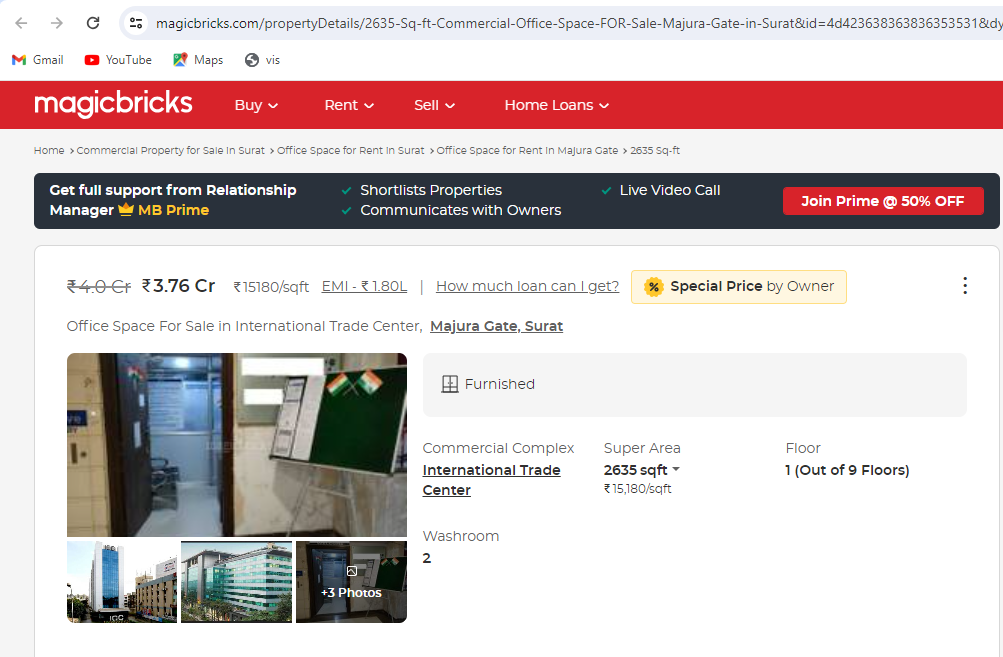 magicbricks.com/propertyDetails/2635-Sq-ft-Commercial-Office-Space-FOR-Sale-Majura-Gate-in-Surat&id=4d423638363836353531&dy
Gmail YouTube Maps vis
magicbricks Buy Rent Sell Home Loans
Home > Commercial Property for Sale in Surat > Office Space for Rent in Surat > Office Space for Rent in Majura Gate > 2635 Sq-ft
Get full support from Relationship
Manager MB Prime
✓ Shortlists Properties
✓ Communicates with Owners
✓ Live Video Call
Join Prime @ 50% OFF
₹4.0 Cr ₹3.76 Cr ₹15180/sqft EMI - ₹ 1.80L | How much loan can I get? % Special Price by Owner
Office Space For Sale in International Trade Center, Majura Gate, Surat
Furnished
Commercial Complex
International Trade
Center
Super Area
2635 sqft
₹15,180/sqft
Floor
1 (Out of 9 Floors)
Washroom
2
+3 Photos